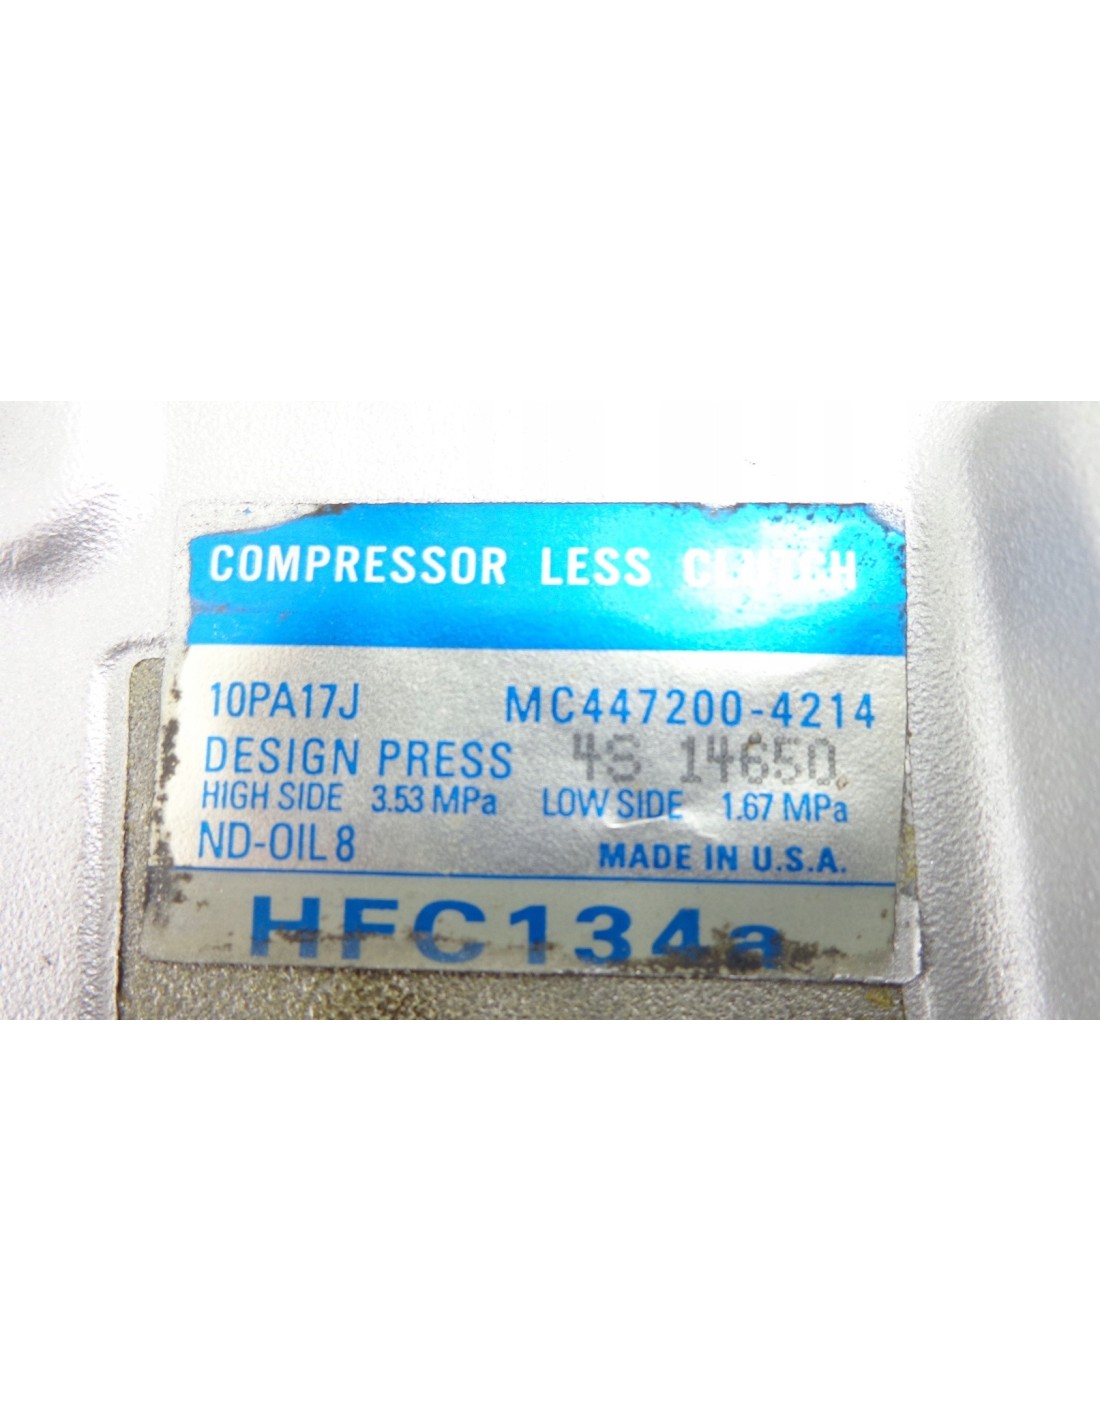 COMPRESSOR LESS CLUTCH
10PA17J MC447200-4214
DESIGN PRESS 4S 14650
HIGH SIDE 3.53 MPa LOW SIDE 1.67 MPa
ND-OIL 8 MADE IN U.S.A.
HFC134a